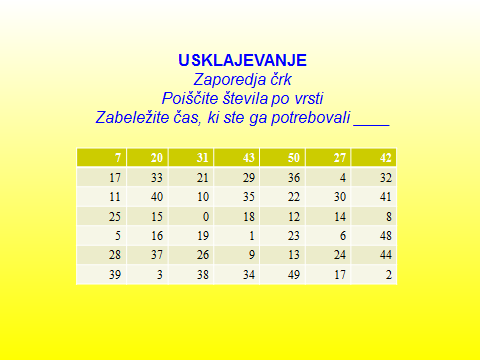 USKLAJEVANJE
Zaporedja črk
Poiščite števila po vrsti
Zabeležite čas, ki ste ga potrebovali ____
7 20 31 43 50 27 42
17 33 21 29 36 4 32
11 40 10 35 22 30 41
25 15 0 18 12 14 8
5 16 19 1 23 6 48
28 37 26 9 13 24 44
39 3 38 34 49 17 2